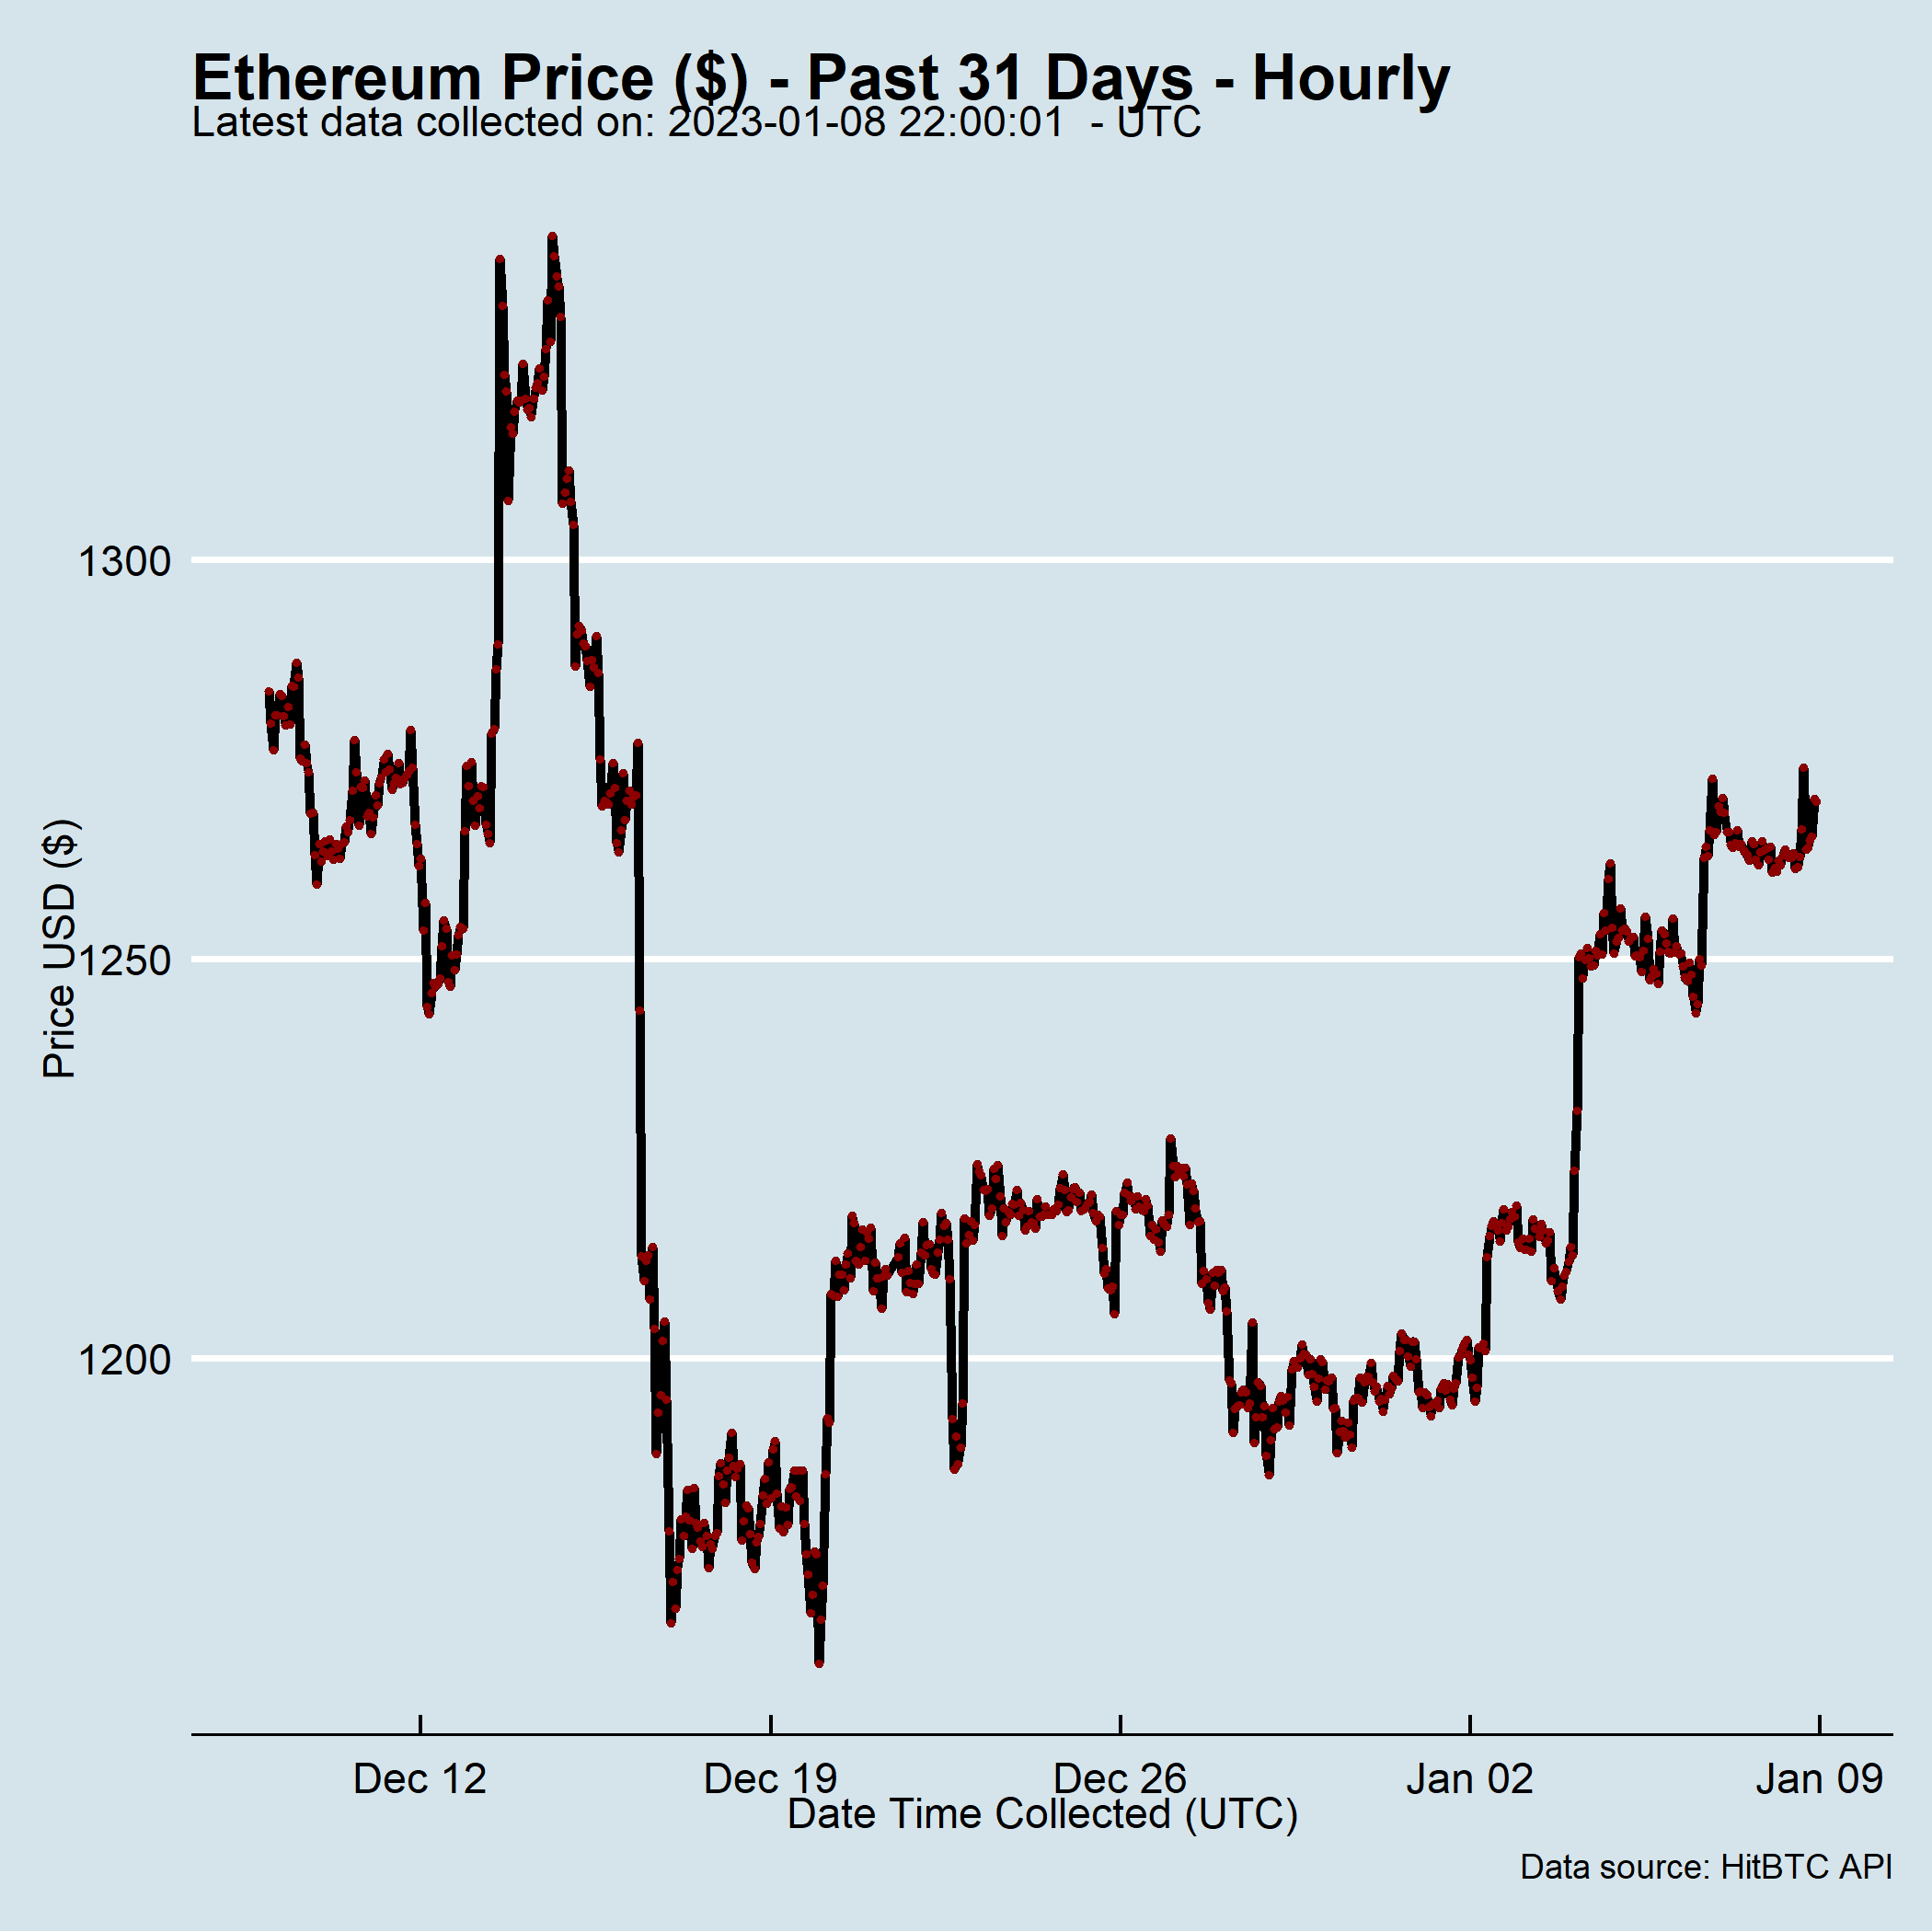 Ethereum Price ($) - Past 31 Days - Hourly
Latest data collected on: 2023-01-08 22:00:01  - UTC
Price USD ($)
1300
1250
1200
Dec 12
Dec 19
Dec 26
Jan 02
Jan 09
Date Time Collected (UTC)
Data source: HitBTC API